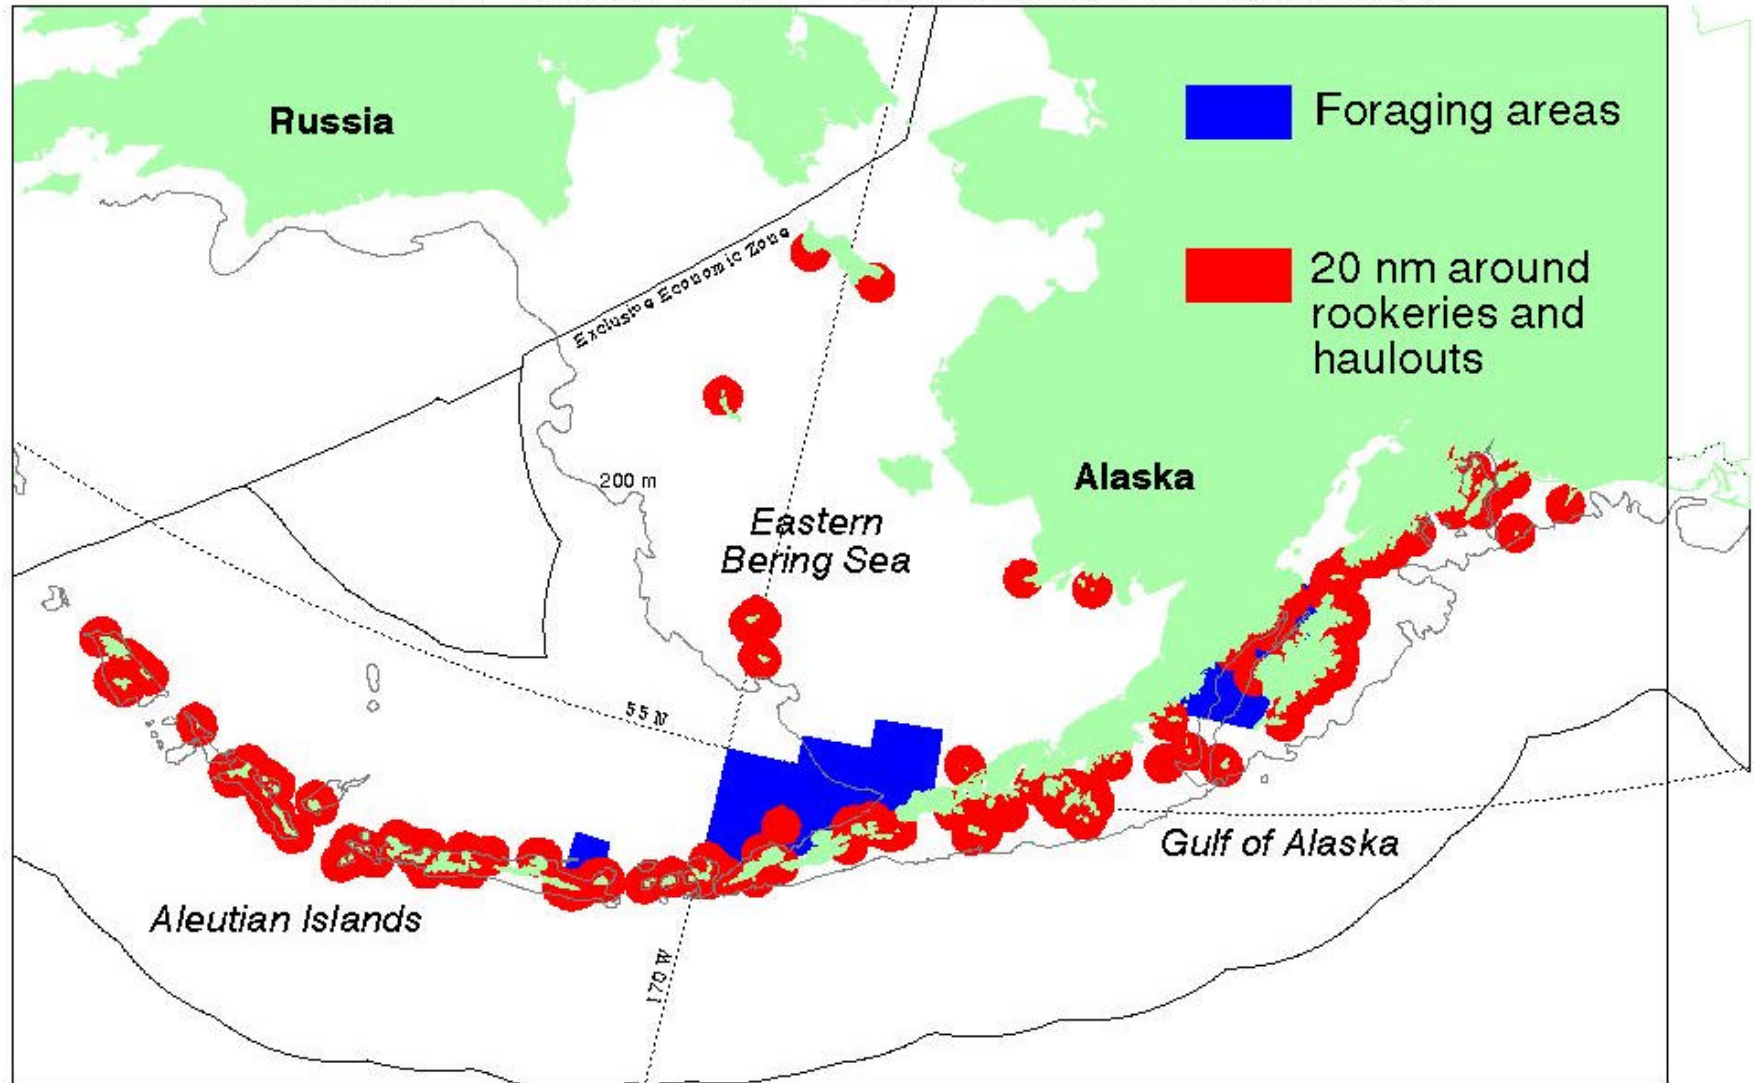 Russia
Foraging areas
Exclusive Economic Zone
20 nm around
rookeries and
haulouts
200 m
Alaska
Eastern
Bering Sea
55 N
Gulf of Alaska
Aleutian Islands
170 W